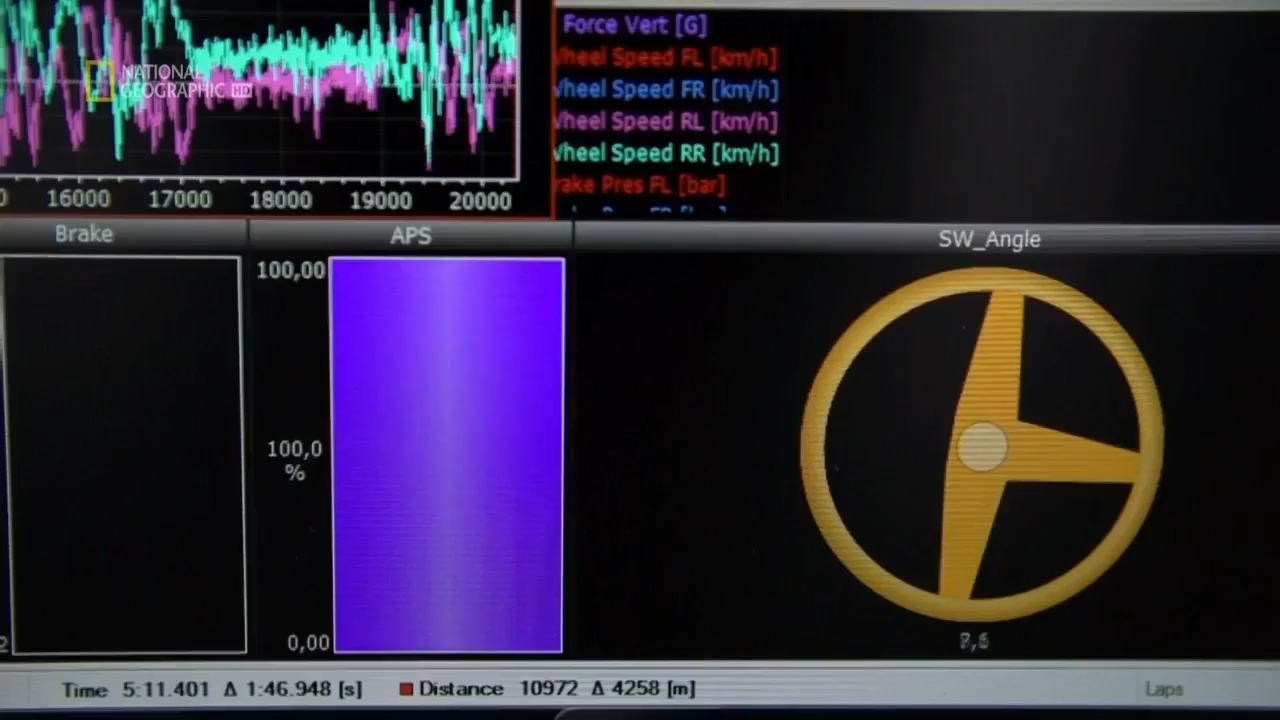 Force Vert [G]
Wheel Speed FL [km/h]
NATIONAL
GEOGRAPHIC HD
Wheel Speed FR [km/h]
Wheel Speed RL [km/h]
Wheel Speed RR [km/h]
rake Pres FL [bar]
0 16000 17000 18000 19000 20000
Brake APS SW_Angle
100,00
100,0
%
0,00
2
Time 5:11.401 Δ 1:46.948 [s] Distance 10972 Δ 4258 [m] Laps